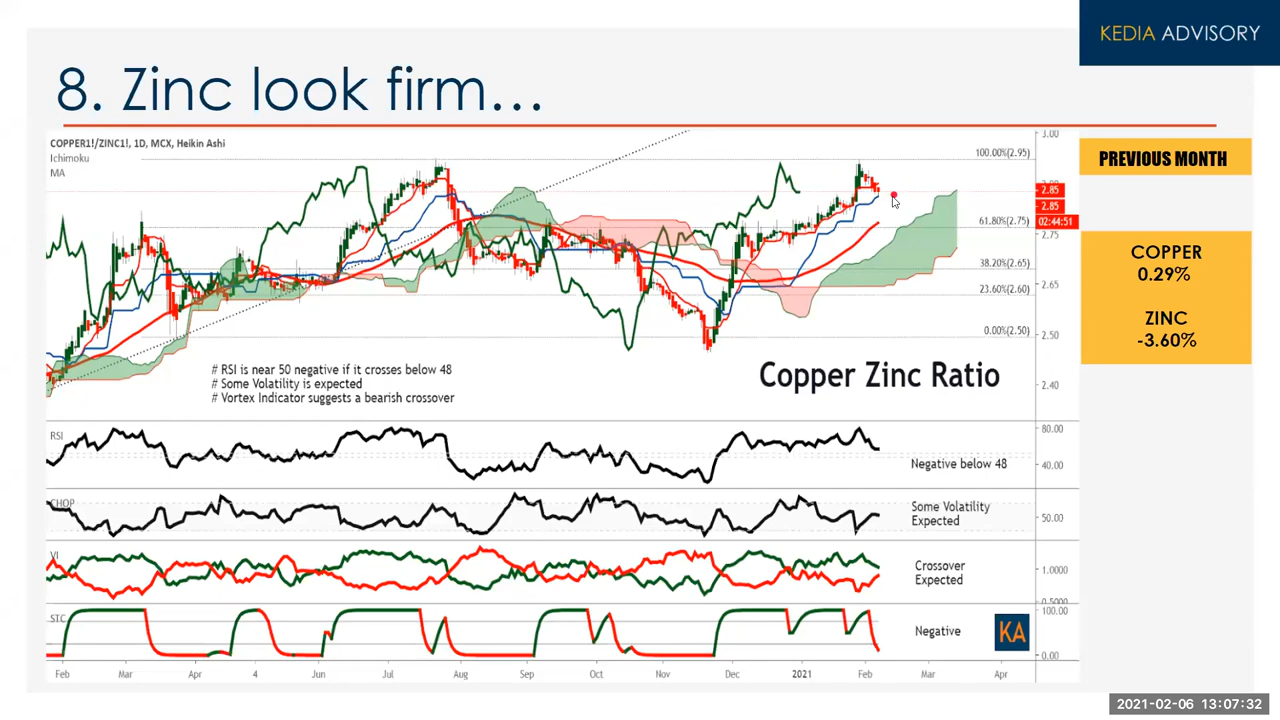 KEDIA ADVISORY
8. Zinc look firm...
COPPER1!/ZINC1!, 1D, MCX, Heikin Ashi
Ichimoku
MA
3.00
100.00%(2.95)
2.85
2.85
02:44:51
61.80%(2.75)
2.75
38.20%(2.65)
2.65
23.60%(2.60)
0.00%(2.50)
2.50
2.40
PREVIOUS MONTH
COPPER
0.29%
ZINC
-3.60%
# RSI is near 50 negative if it crosses below 48
# Some Volatility is expected
# Vortex Indicator suggests a bearish crossover
Copper Zinc Ratio
RSI
80.00
Negative below 48
40.00
CHOP
Some Volatility
Expected
50.00
VI
Crossover
Expected
1.0000
0.5000
STC
100.00
Negative
KA
0.00
Feb Mar Apr 4 Jun Jul Aug Sep Oct Nov Dec 2021 Feb Mar Apr
2021-02-06 13:07:32